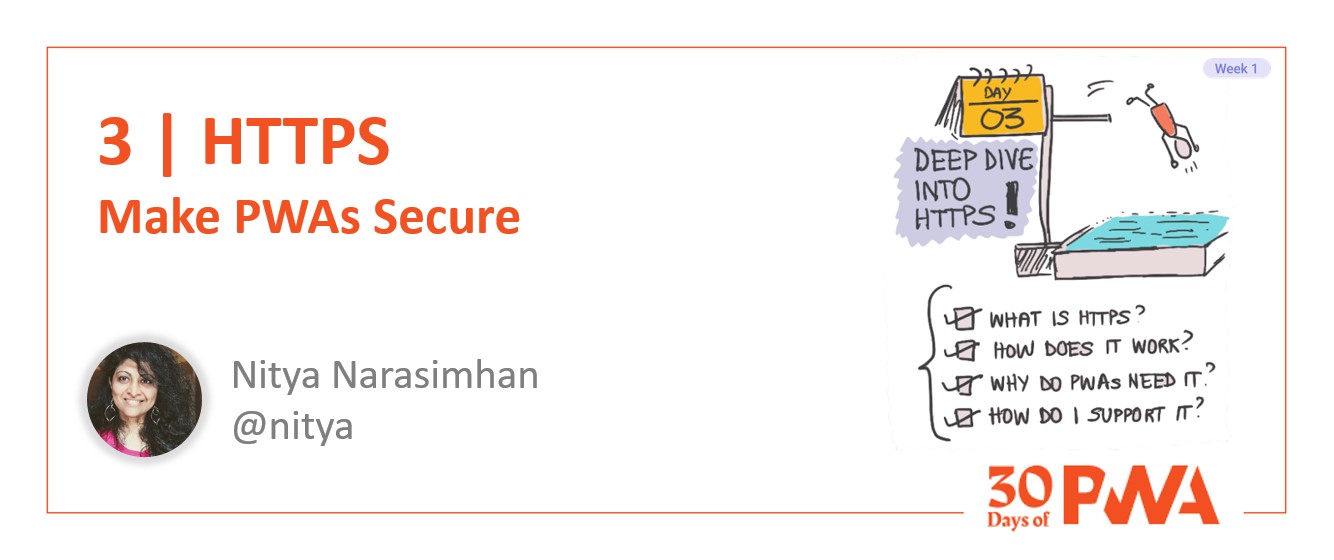 Week 1
3 | HTTPS
Make PWAs Secure
DAY
03
DEEP DIVE
INTO
HTTPS!
WHAT IS HTTPS?
HOW DOES IT WORK?
WHY DO PWAs NEED IT?
HOW DO I SUPPORT IT?
Nitya Narasimhan
@nitya
30
Days of
PWA